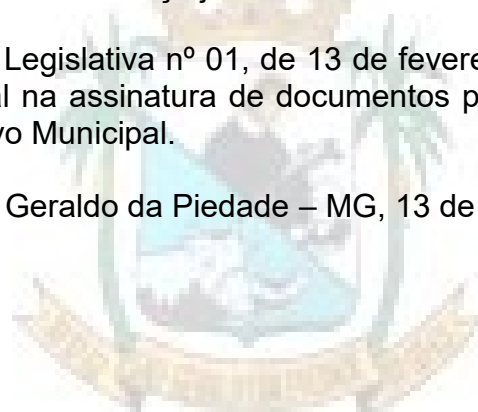 Legislativa nº 01, de 13 de fevere
al na assinatura de documentos p
vo Municipal.
Geraldo da Piedade – MG, 13 de